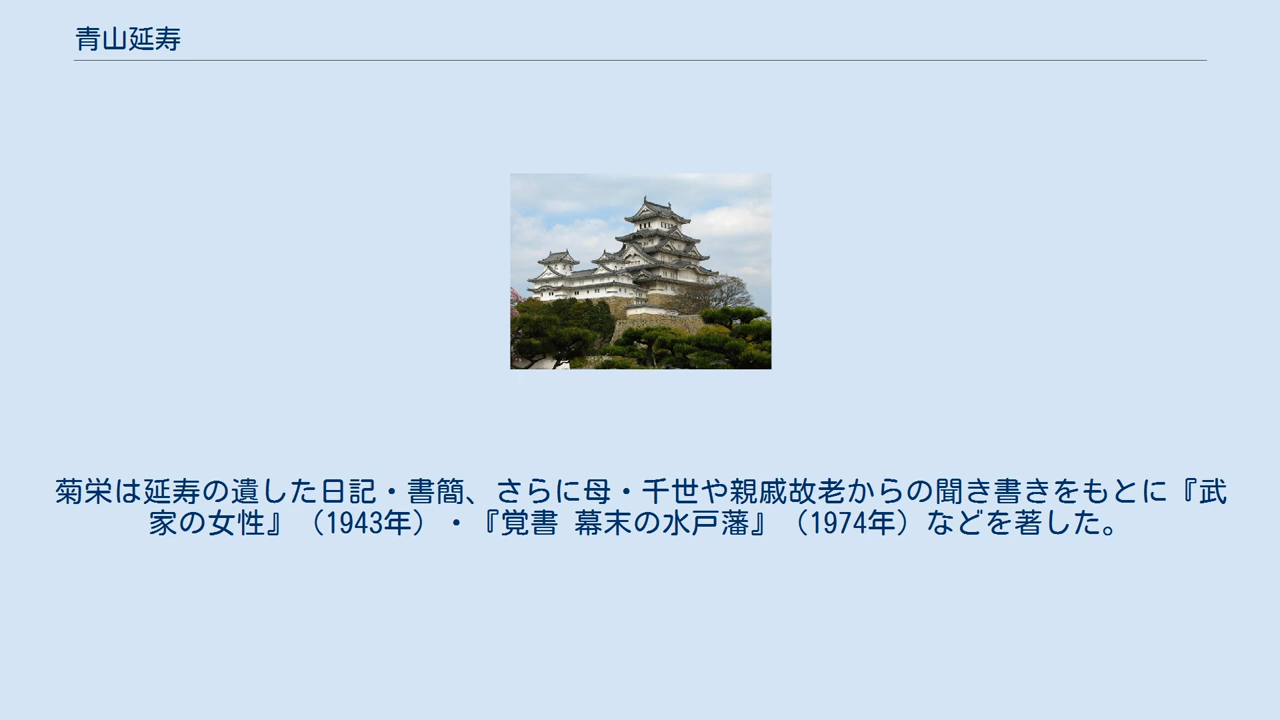 青山延寿
菊栄は延寿の遺した日記・書簡、さらに母・千世や親戚故老からの聞き書きをもとに『武
家の女性』（1943年）・『覚書 幕末の水戸藩』（1974年）などを著した。